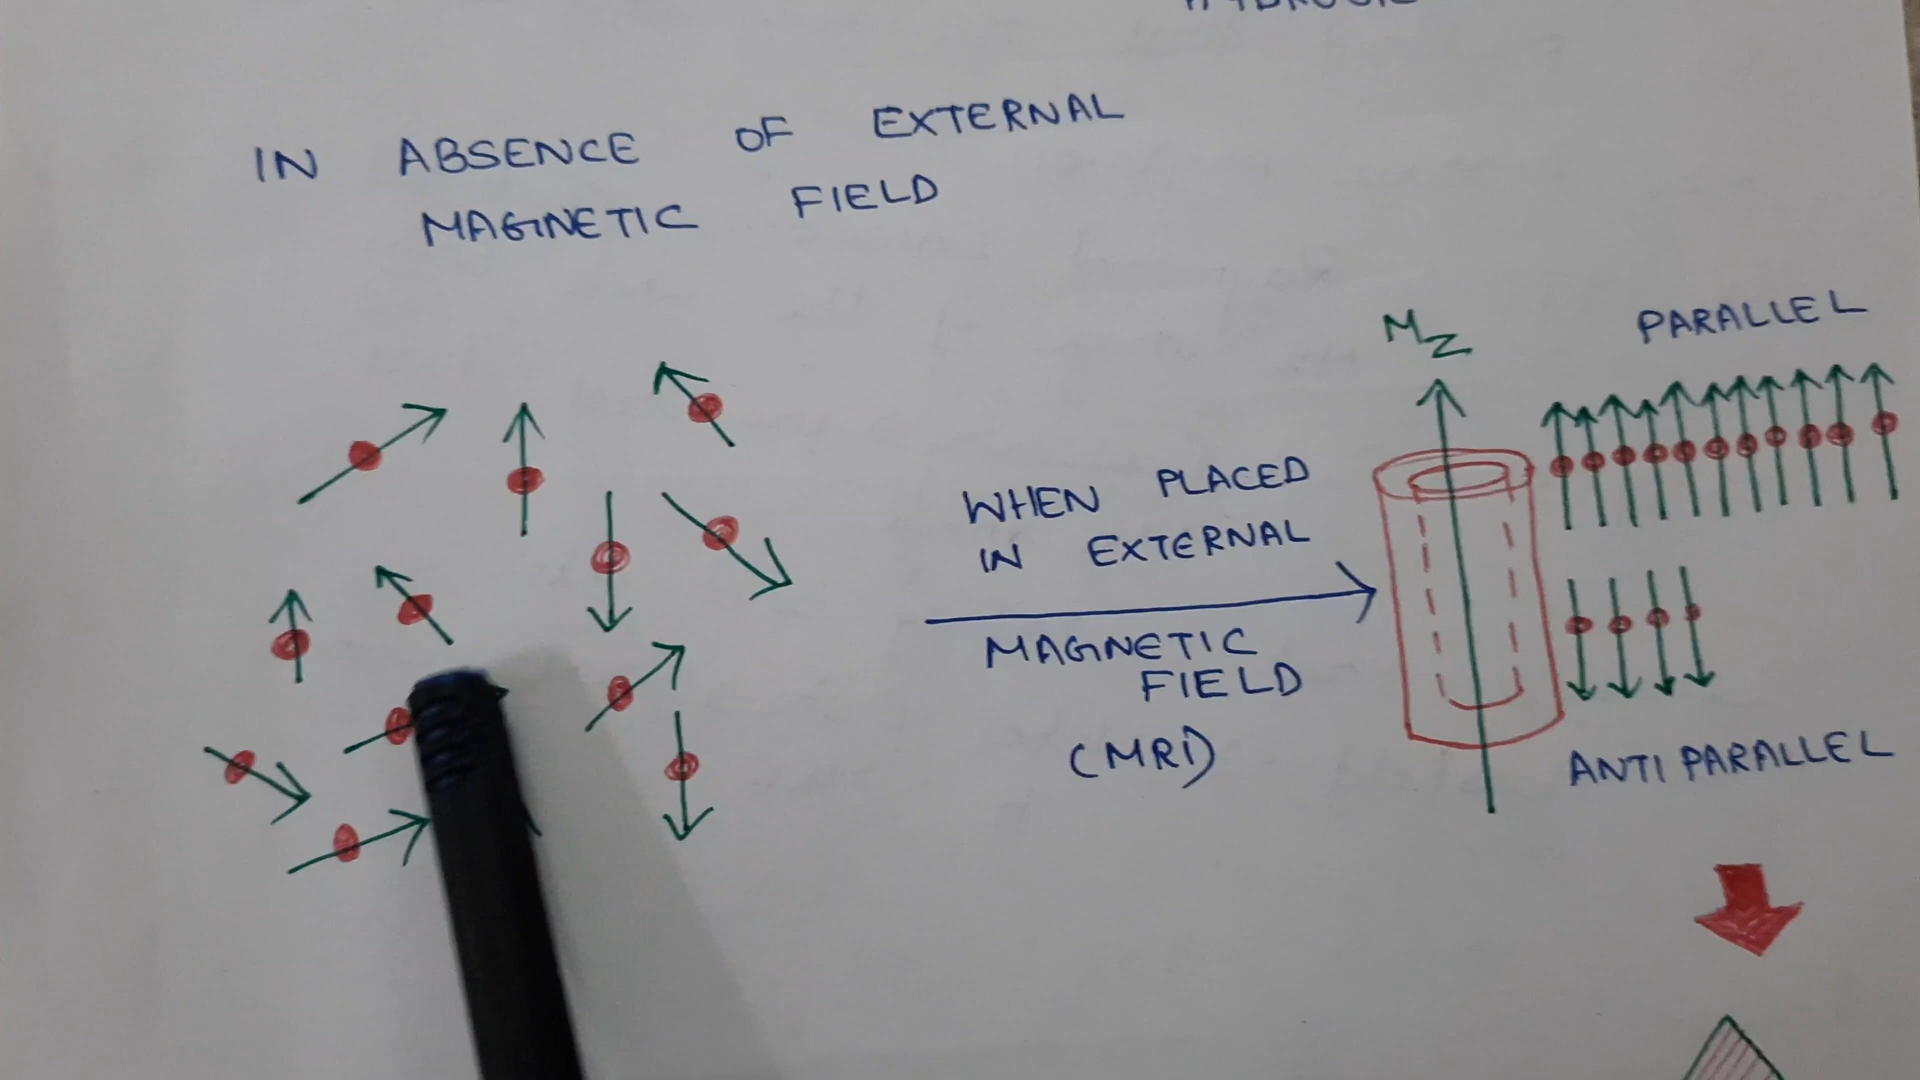 IN ABSENCE OF EXTERNAL
MAGNETIC FIELD
WHEN PLACED
IN EXTERNAL
MAGNETIC
FIELD
(MRI)
MZ
PARALLEL
ANTI PARALLEL